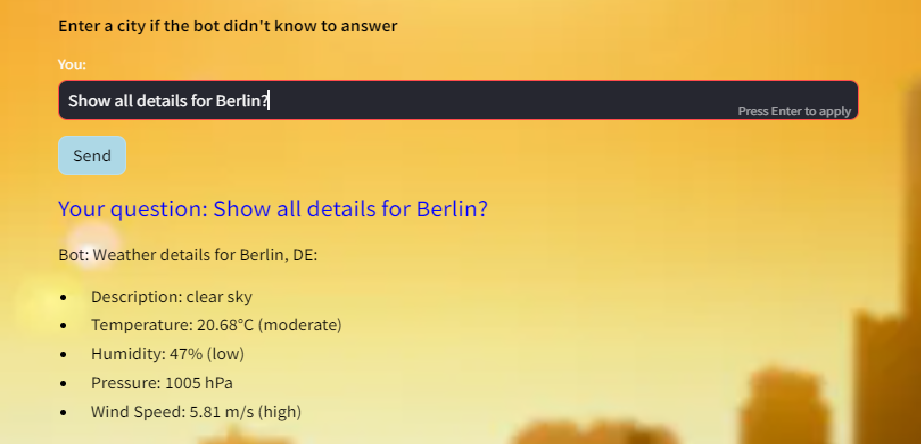 Enter a city if the bot didn't know to answer
You:
Show all details for Berlin?
Press Enter to apply
Send
Your question: Show all details for Berlin?
Bot: Weather details for Berlin, DE:
• Description: clear sky
• Temperature: 20.68°C (moderate)
• Humidity: 47% (low)
• Pressure: 1005 hPa
• Wind Speed: 5.81 m/s (high)